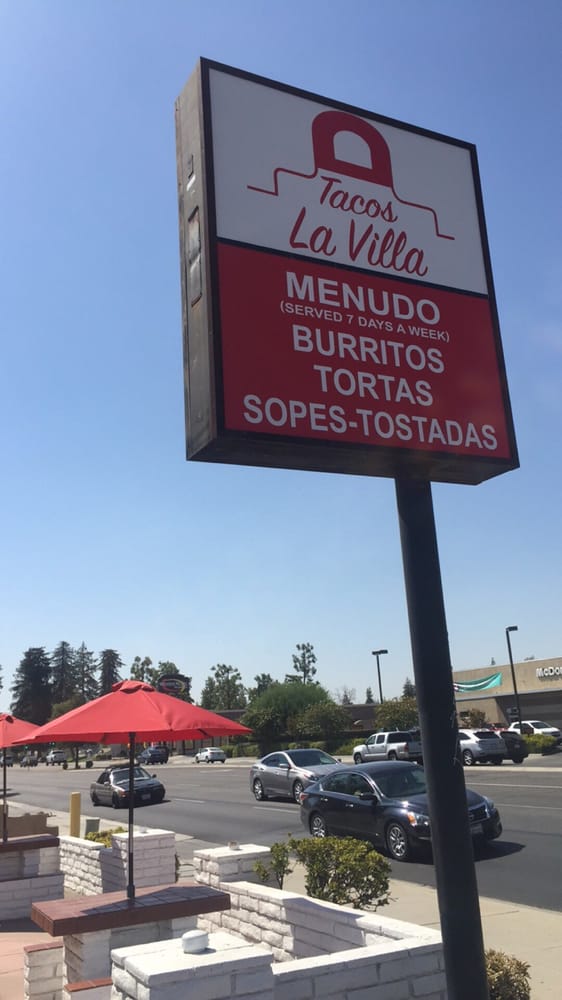 Tacos
La Villa
MENUDO
(SERVED 7 DAYS A WEEK)
BURRITOS
TORTAS
SOPES-TOSTADAS